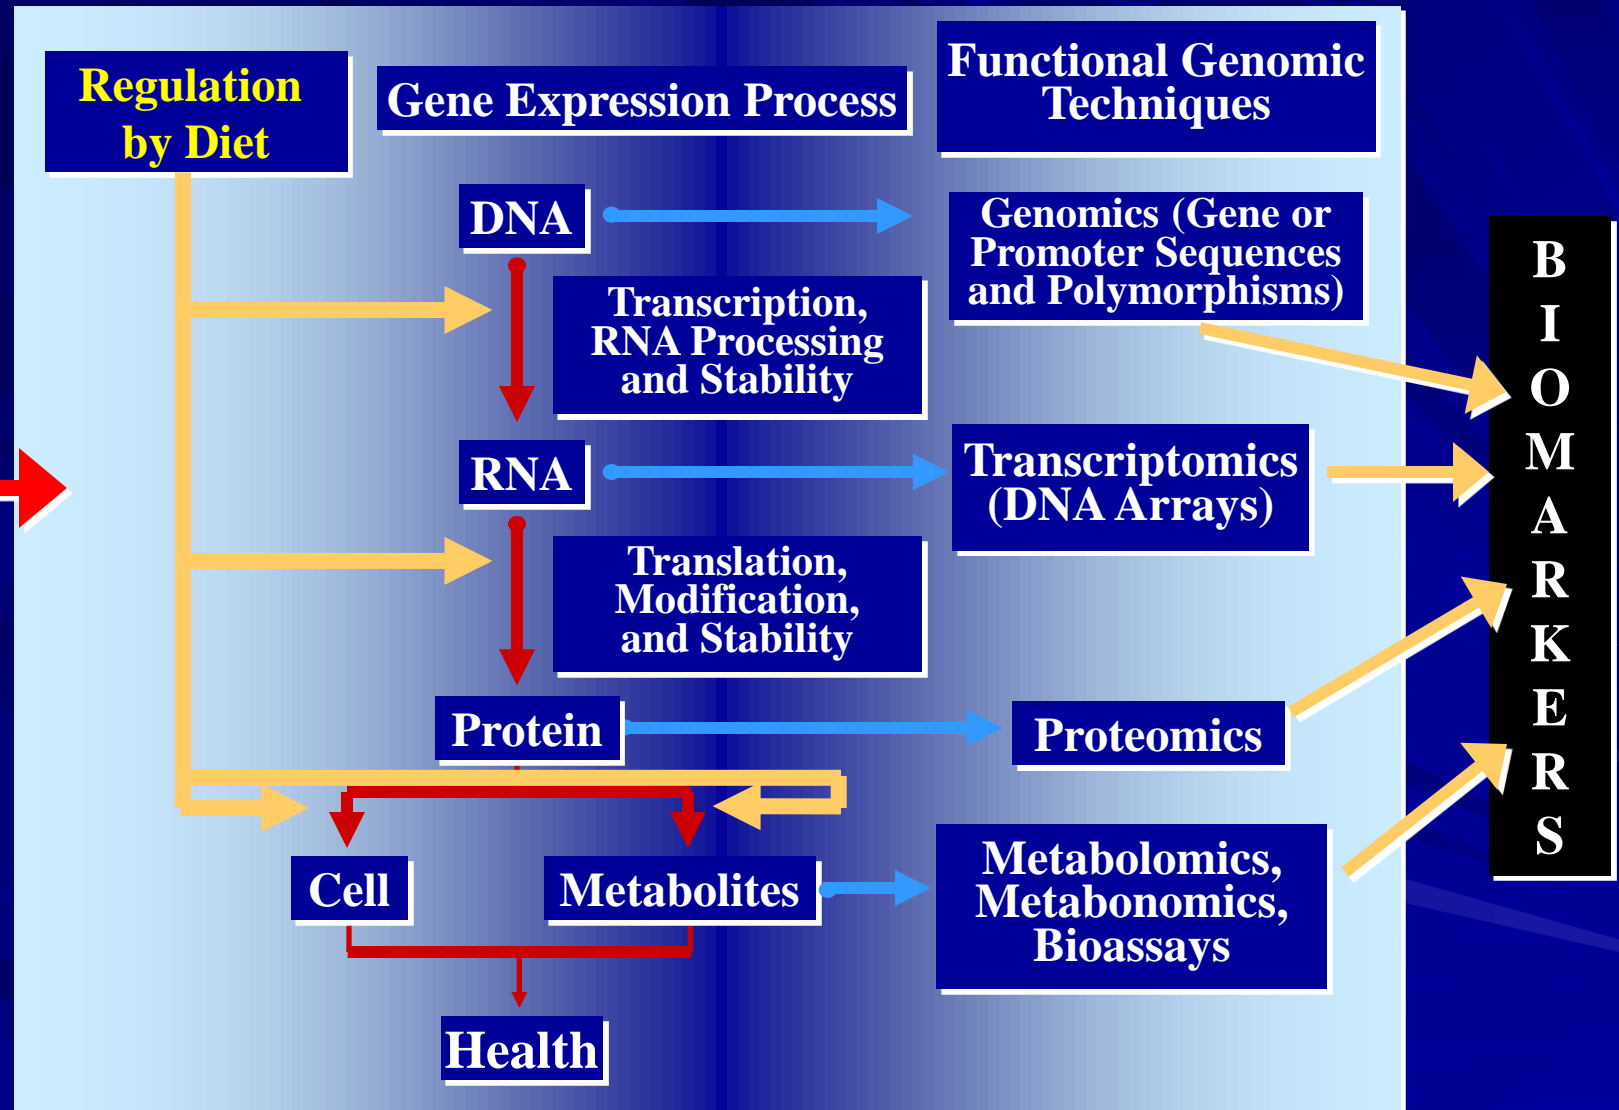 Regulation
by Diet
Gene Expression Process
Functional Genomic
Techniques
DNA
Genomics (Gene or
Promoter Sequences
and Polymorphisms)
Transcription,
RNA Processing
and Stability
RNA
Transcriptomics
(DNA Arrays)
Translation,
Modification,
and Stability
Protein
Proteomics
Cell
Metabolites
Metabolomics,
Metabonomics,
Bioassays
Health
B
I
O
M
A
R
K
E
R
S